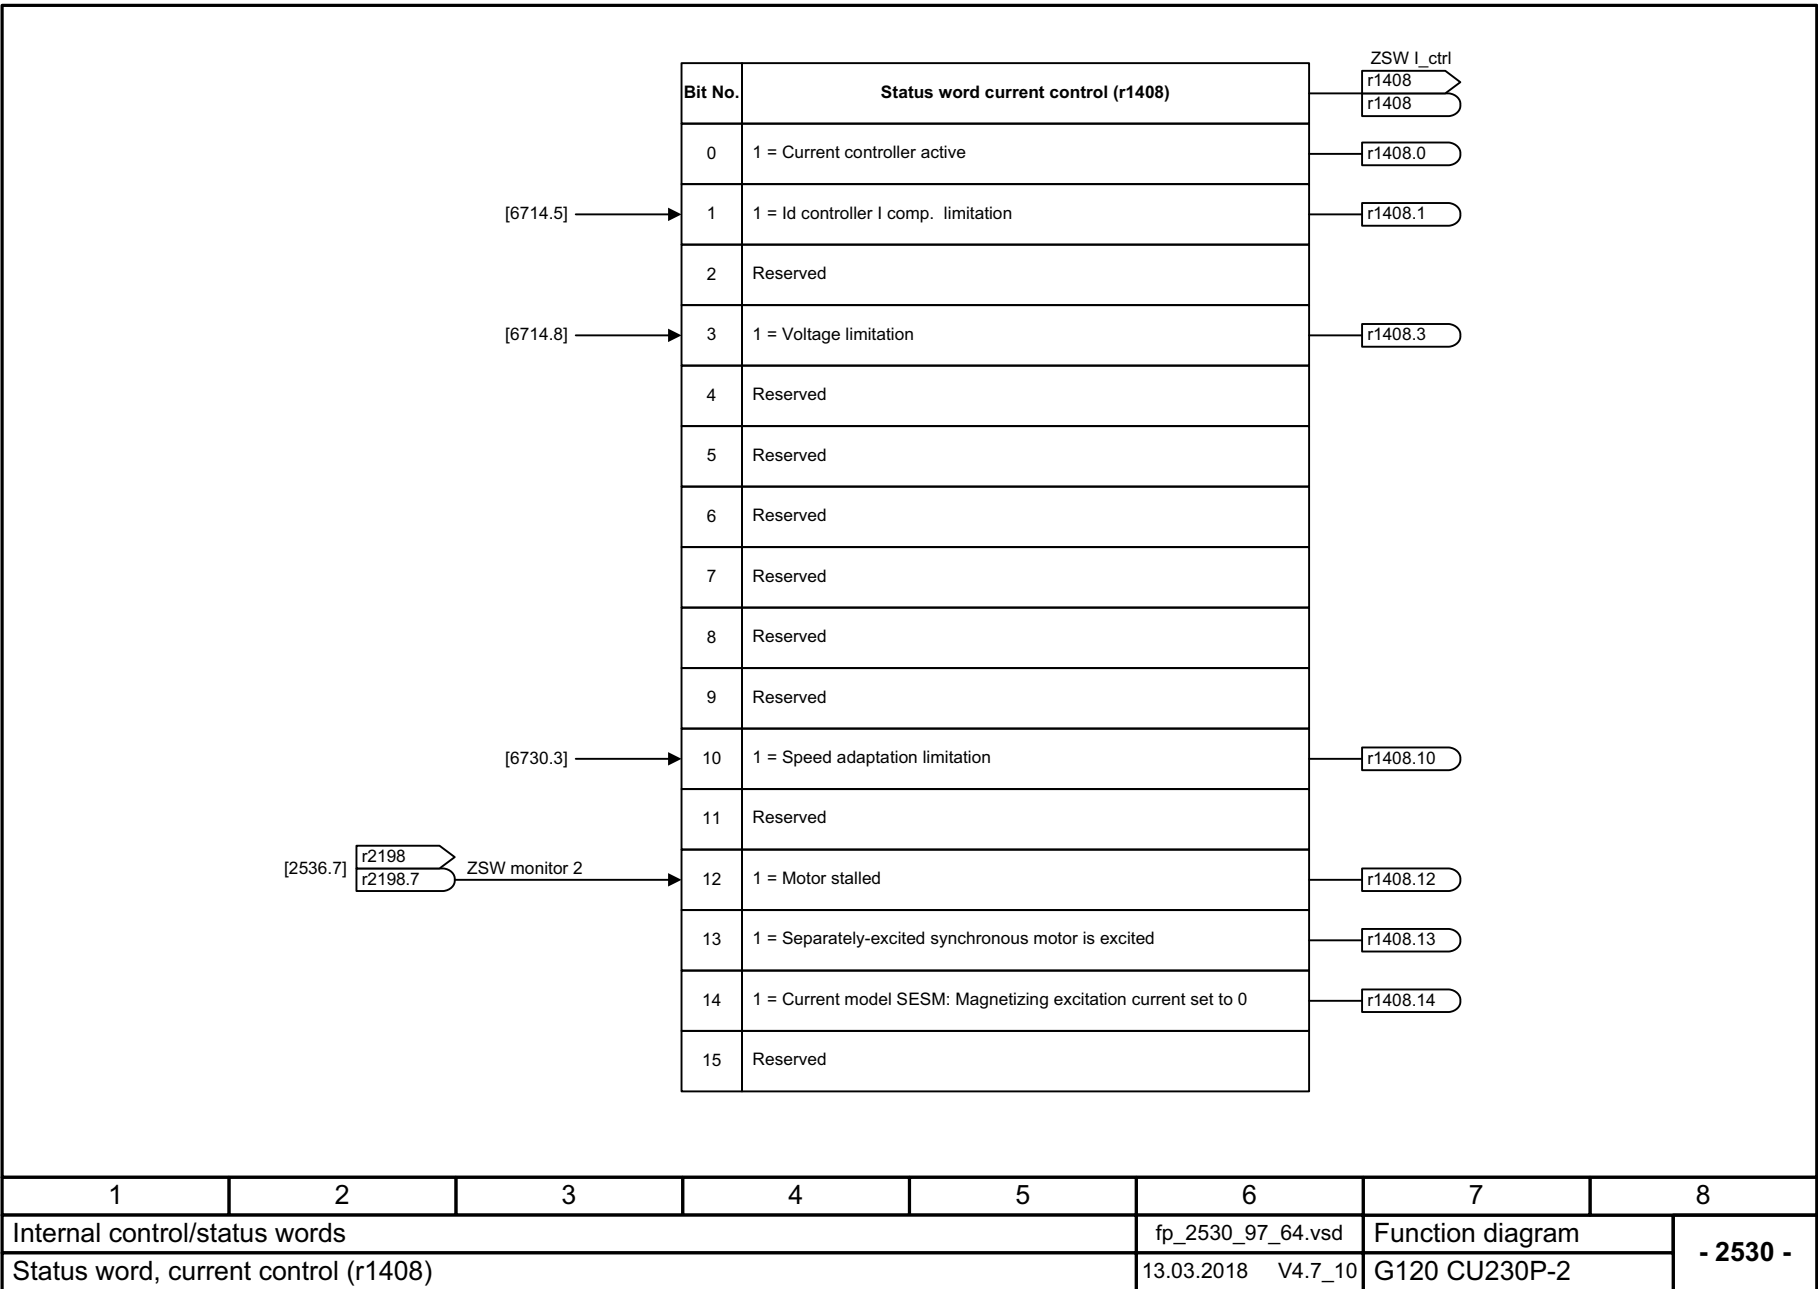 ZSW I_ctrl
Bit No. Status word current control (r1408) r1408
r1408
0 1 = Current controller active r1408.0
[6714.5] 1 1 = Id controller I comp. limitation r1408.1
2 Reserved
[6714.8] 3 1 = Voltage limitation r1408.3
4 Reserved
5 Reserved
6 Reserved
7 Reserved
8 Reserved
9 Reserved
[6730.3] 10 1 = Speed adaptation limitation r1408.10
11 Reserved
[2536.7] r2198
r2198.7 ZSW monitor 2 12 1 = Motor stalled r1408.12
13 1 = Separately-excited synchronous motor is excited r1408.13
14 1 = Current model SESM: Magnetizing excitation current set to 0 r1408.14
15 Reserved
1 2 3 4 5 6 7 8
Internal control/status words fp_2530_97_64.vsd Function diagram - 2530 -
Status word, current control (r1408) 13.03.2018 V4.7_10 G120 CU230P-2